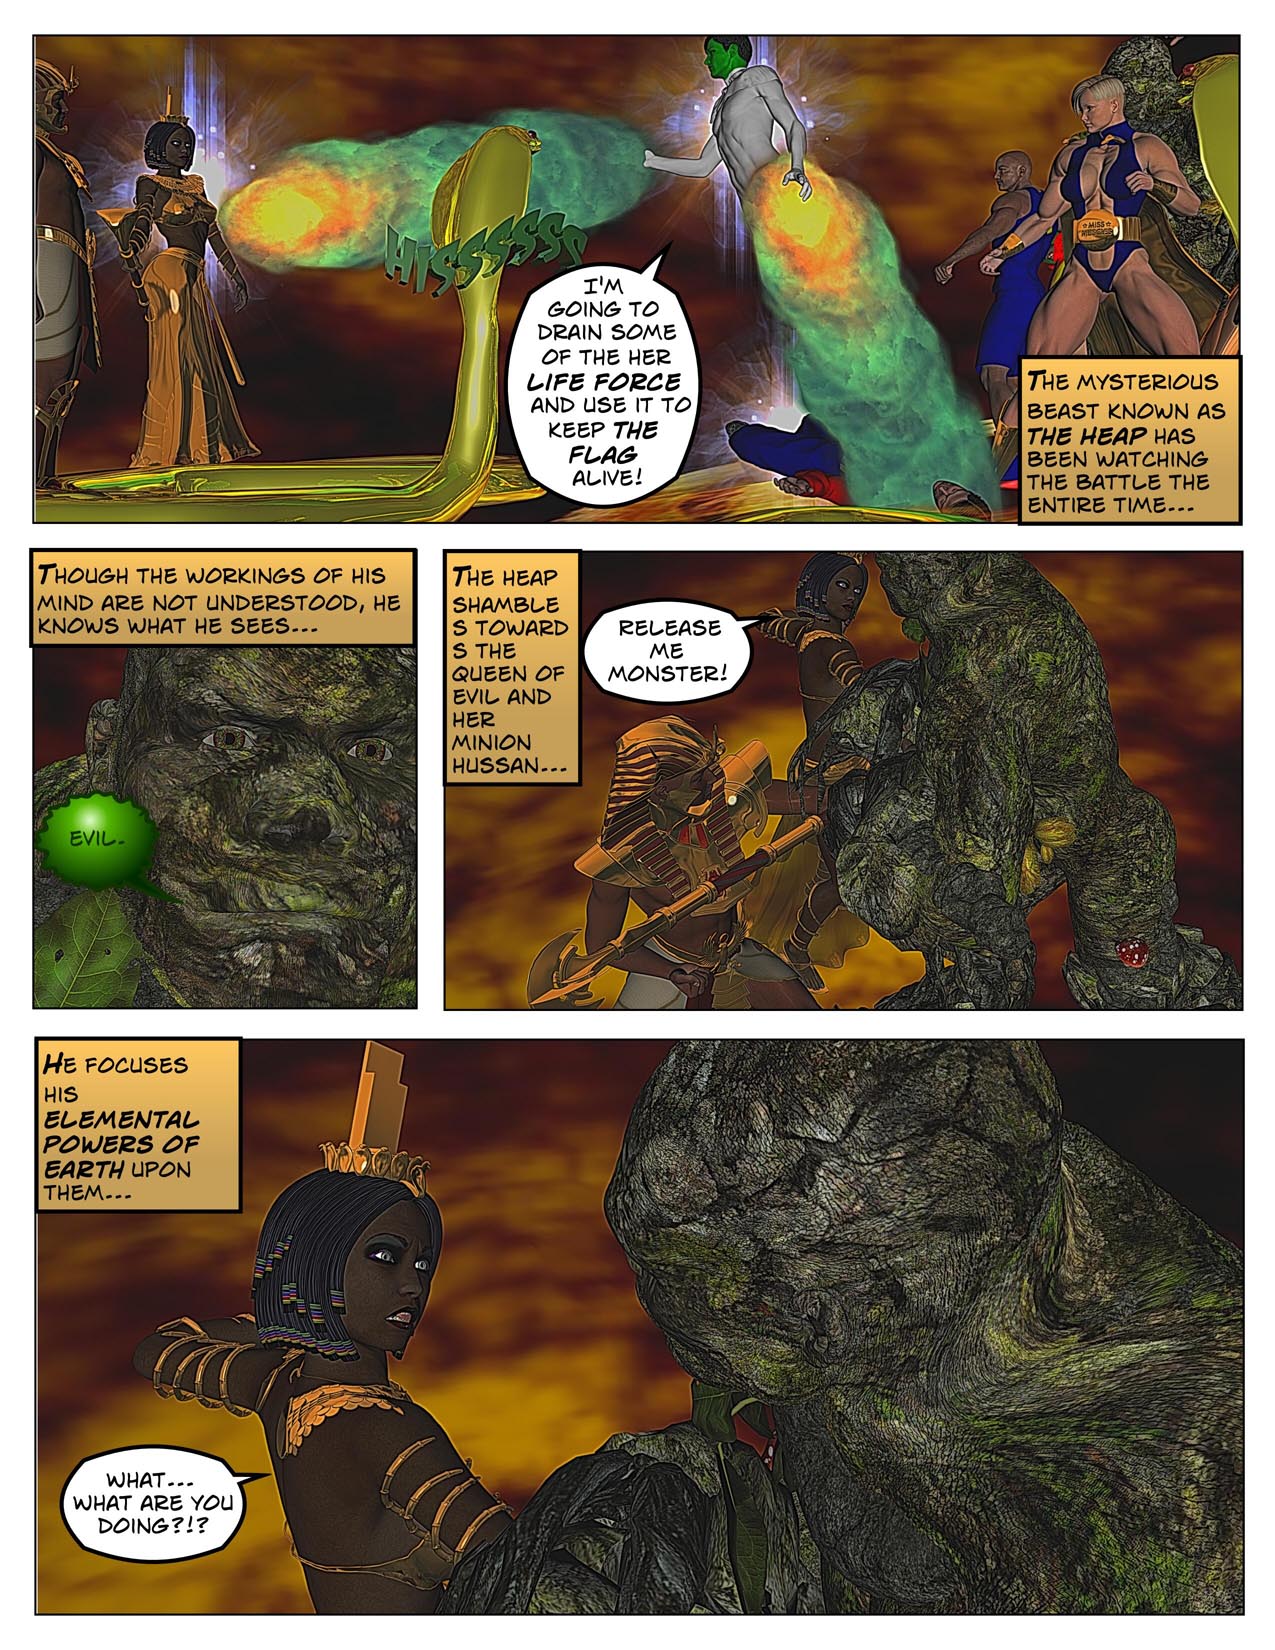 HISSSSSS
I'M
GOING TO
DRAIN SOME
OF THE HER
LIFE FORCE
AND USE IT TO
KEEP THE
FLAG
ALIVE!
MISS
THE MYSTERIOUS
BEAST KNOWN AS
THE HEAP HAS
BEEN WATCHING
THE BATTLE THE
ENTIRE TIME...
THOUGH THE WORKINGS OF HIS
MIND ARE NOT UNDERSTOOD, HE
KNOWS WHAT HE SEES...
EVIL.
THE HEAP
SHAMBLE
S TOWARD
S THE
QUEEN OF
EVIL AND
HER
MINION
HUSSAN...
RELEASE
ME
MONSTER!
HE FOCUSES
HIS
ELEMENTAL
POWERS OF
EARTH UPON
THEM...
WHAT...
WHAT ARE YOU
DOING?!?